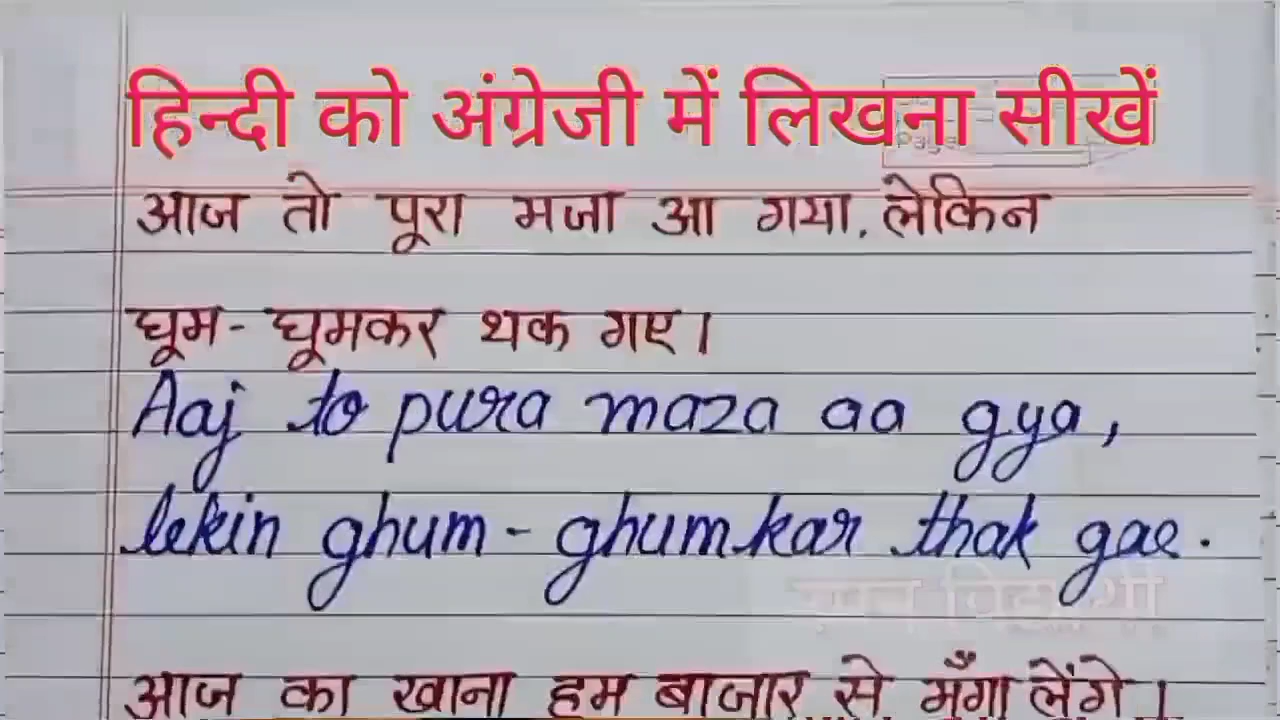 हिन्दी को अंग्रेजी में लिखना सीखें
आज तो पूरा मजा आ गया, लेकिन
घूम-घूमकर थक गए।
Aaj to pura maza aa gya,
lekin ghum-ghumkar thak gae.
आज का खाना हम बाजार से मँगा लेंगे।